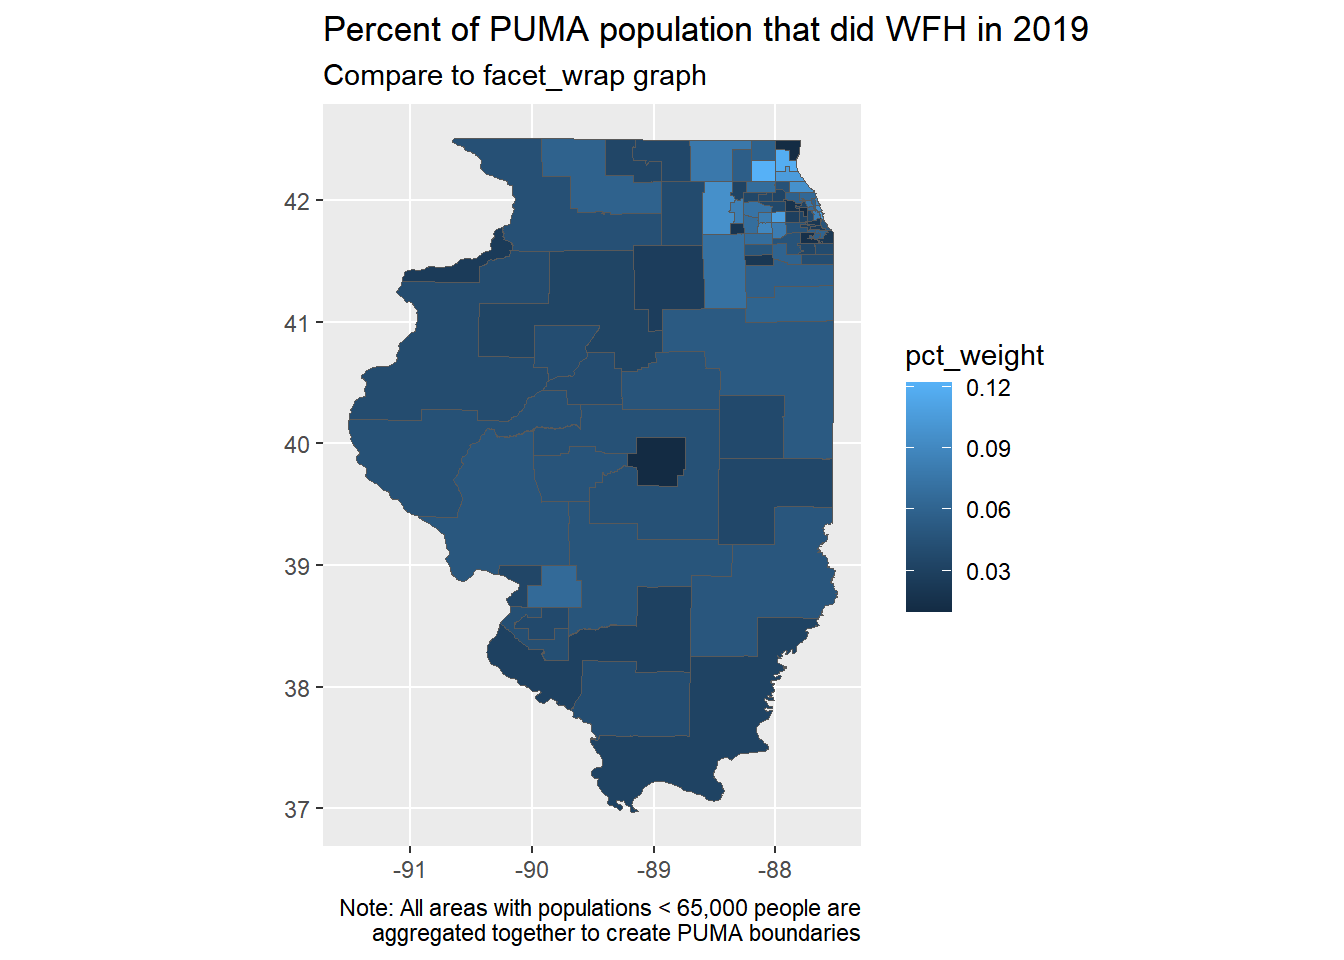 Percent of PUMA population that did WFH in 2019
Compare to facet_wrap graph
42
41
40
39
38
37
-91
-90
-89
-88
pct_weight
0.12
0.09
0.06
0.03
Note: All areas with populations < 65,000 people are
aggregated together to create PUMA boundaries